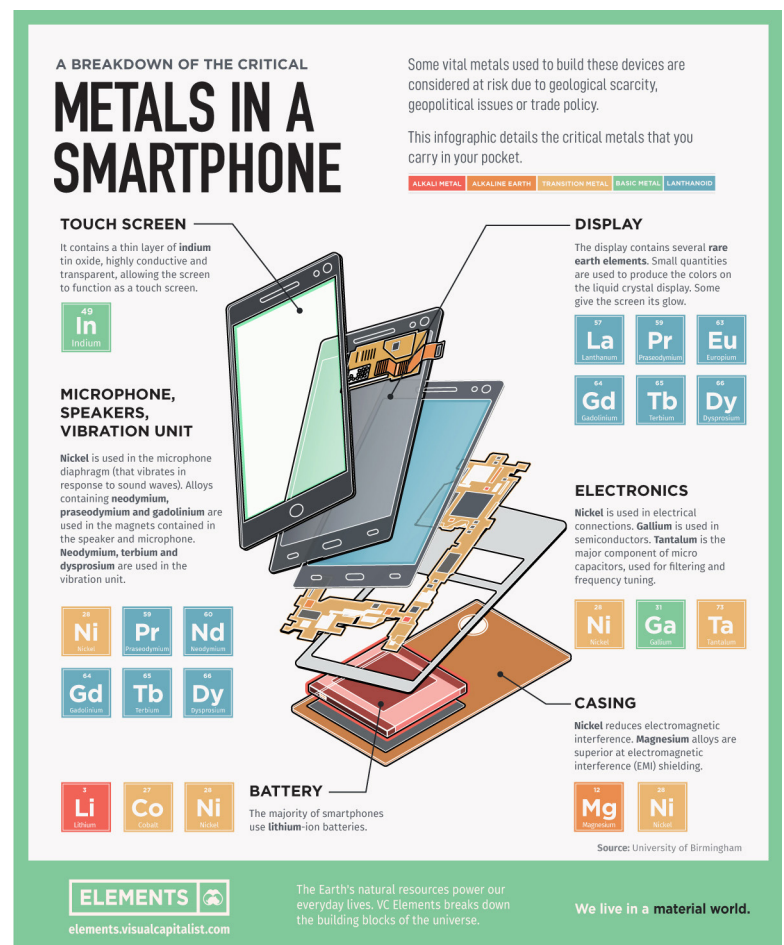 A BREAKDOWN OF THE CRITICAL
METALS IN A
SMARTPHONE
Some vital metals used to build these devices are
considered at risk due to geological scarcity,
geopolitical issues or trade policy.
This infographic details the critical metals that you
carry in your pocket.
ALKALI METAL
ALKALINE EARTH
TRANSITION METAL
BASIC METAL
LANTHANOID
TOUCH SCREEN
It contains a thin layer of indium
tin oxide, highly conductive and
transparent, allowing the screen
to function as a touch screen.
49
In
Indium
DISPLAY
The display contains several rare
earth elements. Small quantities
are used to produce the colors on
the liquid crystal display. Some
give the screen its glow.
57
La
Lanthanum
59
Pr
Praseodymium
63
Eu
Europium
64
Gd
Gadolinium
65
Tb
Terbium
66
Dy
Dysprosium
MICROPHONE,
SPEAKERS,
VIBRATION UNIT
Nickel is used in the microphone
diaphragm (that vibrates in
response to sound waves). Alloys
containing neodymium,
praseodymium and gadolinium are
used in the magnets contained in
the speaker and microphone.
Neodymium, terbium and
dysprosium are used in the
vibration unit.
28
Ni
Nickel
59
Pr
Praseodymium
60
Nd
Neodymium
64
Gd
Gadolinium
65
Tb
Terbium
66
Dy
Dysprosium
ELECTRONICS
Nickel is used in electrical
connections. Gallium is used in
semiconductors. Tantalum is the
major component of micro
capacitors, used for filtering and
frequency tuning.
28
Ni
Nickel
31
Ga
Gallium
73
Ta
Tantalum
CASING
Nickel reduces electromagnetic
interference. Magnesium alloys are
superior at electromagnetic
interference (EMI) shielding.
12
Mg
Magnesium
28
Ni
Nickel
3
Li
Lithium
27
Co
Cobalt
28
Ni
Nickel
BATTERY
The majority of smartphones
use lithium-ion batteries.
Source: University of Birmingham
ELEMENTS
elements.visualcapitalist.com
The Earth's natural resources power our
everyday lives. VC Elements breaks down
the building blocks of the universe.
We live in a material world.